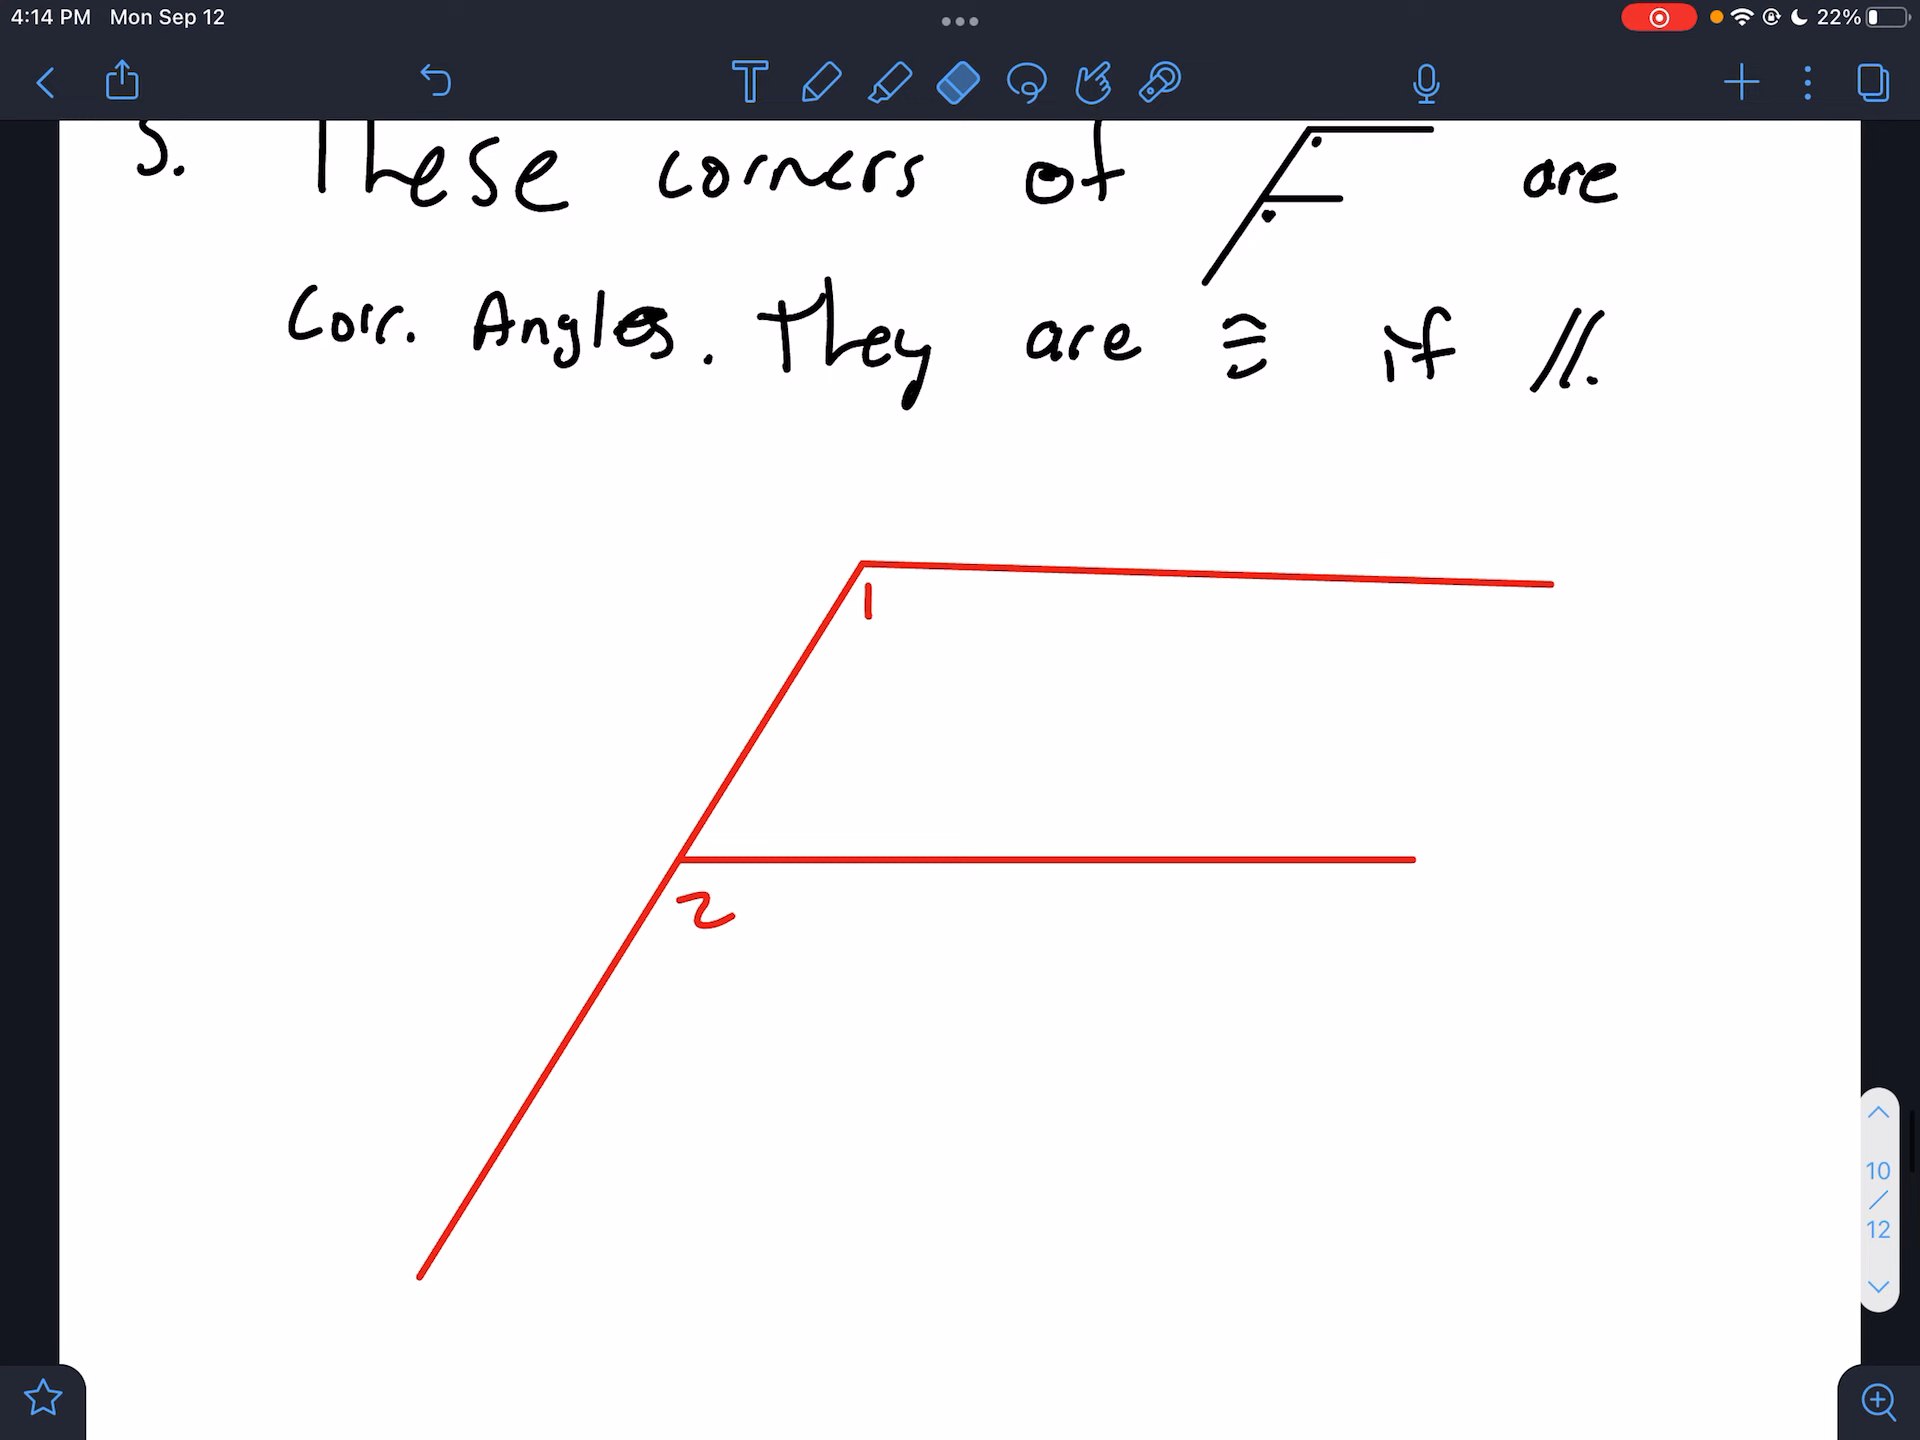 4:14 PM Mon Sep 12
22%
T
3. These corners of are
Corr. Angles. They are ≅ if //.
1
2
10
/
12